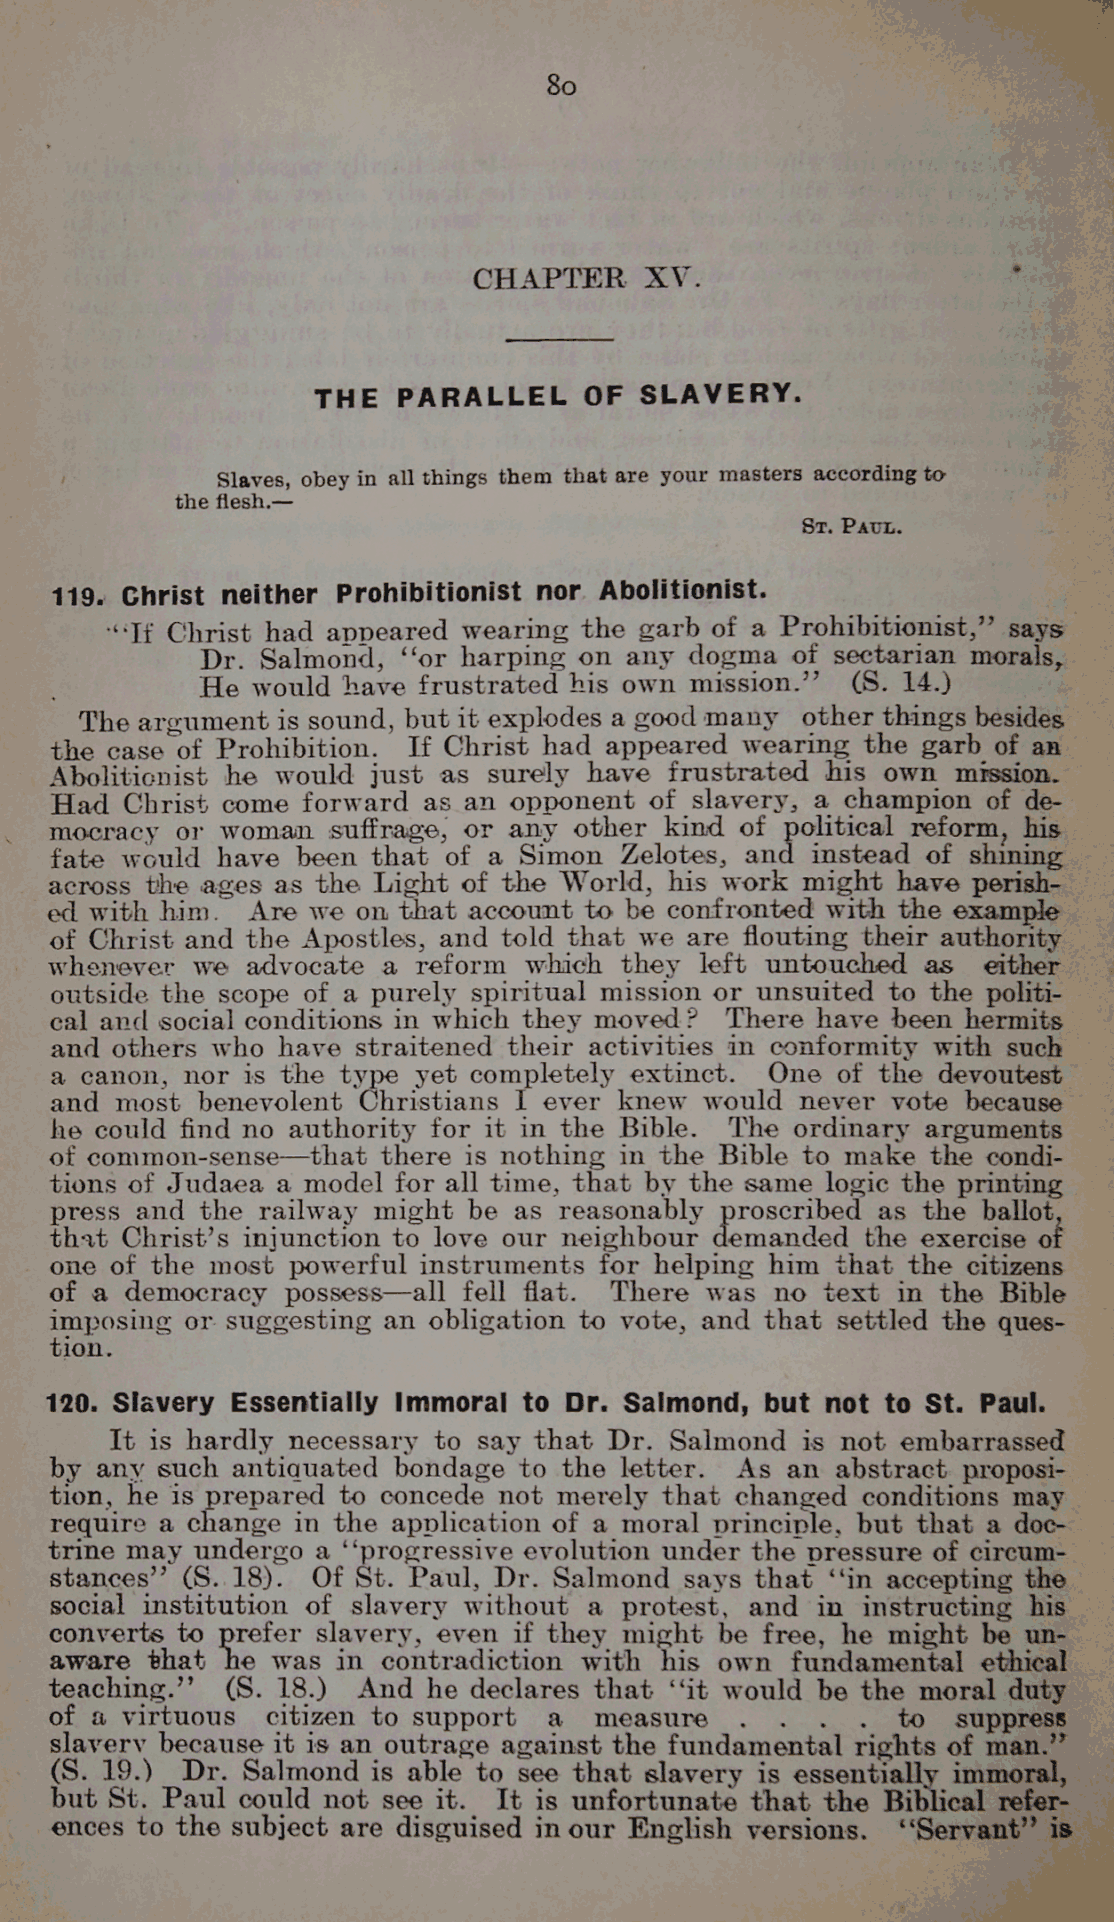 80
CHAPTER XV.
THE PARALLEL OF SLAVERY.
Slaves, obey in all things them that are your masters according to
the flesh.—
ST. PAUL.
119. Christ neither Prohibitionist nor Abolitionist.
"If Christ had appeared wearing the garb of a Prohibitionist," says
Dr. Salmond, "or harping on any dogma of sectarian morals,
He would have frustrated his own mission." (S. 14.)
The argument is sound, but it explodes a good many other things besides
the case of Prohibition. If Christ had appeared wearing the garb of an
Abolitionist he would just as surely have frustrated his own mission.
Had Christ come forward as an opponent of slavery, a champion of de-
mocracy or woman suffrage, or any other kind of political reform, his
fate would have been that of a Simon Zelotes, and instead of shining
across the ages as the Light of the World, his work might have perish-
ed with him. Are we on that account to be confronted with the example
of Christ and the Apostles, and told that we are flouting their authority
whenever we advocate a reform which they left untouched as either
outside the scope of a purely spiritual mission or unsuited to the politi-
cal and social conditions in which they moved? There have been hermits
and others who have straitened their activities in conformity with such
a canon, nor is the type yet completely extinct. One of the devoutest
and most benevolent Christians I ever knew would never vote because
he could find no authority for it in the Bible. The ordinary arguments
of common-sense—that there is nothing in the Bible to make the condi-
tions of Judaea a model for all time, that by the same logic the printing
press and the railway might be as reasonably proscribed as the ballot,
that Christ's injunction to love our neighbour demanded the exercise of
one of the most powerful instruments for helping him that the citizens
of a democracy possess—all fell flat. There was no text in the Bible
imposing or suggesting an obligation to vote, and that settled the ques-
tion.
120. Slavery Essentially Immoral to Dr. Salmond, but not to St. Paul.
It is hardly necessary to say that Dr. Salmond is not embarrassed
by any such antiquated bondage to the letter. As an abstract proposi-
tion, he is prepared to concede not merely that changed conditions may
require a change in the application of a moral principle, but that a doc-
trine may undergo a "progressive evolution under the pressure of circum-
stances" (S. 18). Of St. Paul, Dr. Salmond says that "in accepting the
social institution of slavery without a protest, and in instructing his
converts to prefer slavery, even if they might be free, he might be un-
aware that he was in contradiction with his own fundamental ethical
teaching." (S. 18.) And he declares that "it would be the moral duty
of a virtuous citizen to support a measure . . . . to suppress
slavery because it is an outrage against the fundamental rights of man."
(S. 19.) Dr. Salmond is able to see that slavery is essentially immoral,
but St. Paul could not see it. It is unfortunate that the Biblical refer-
ences to the subject are disguised in our English versions. "Servant" is